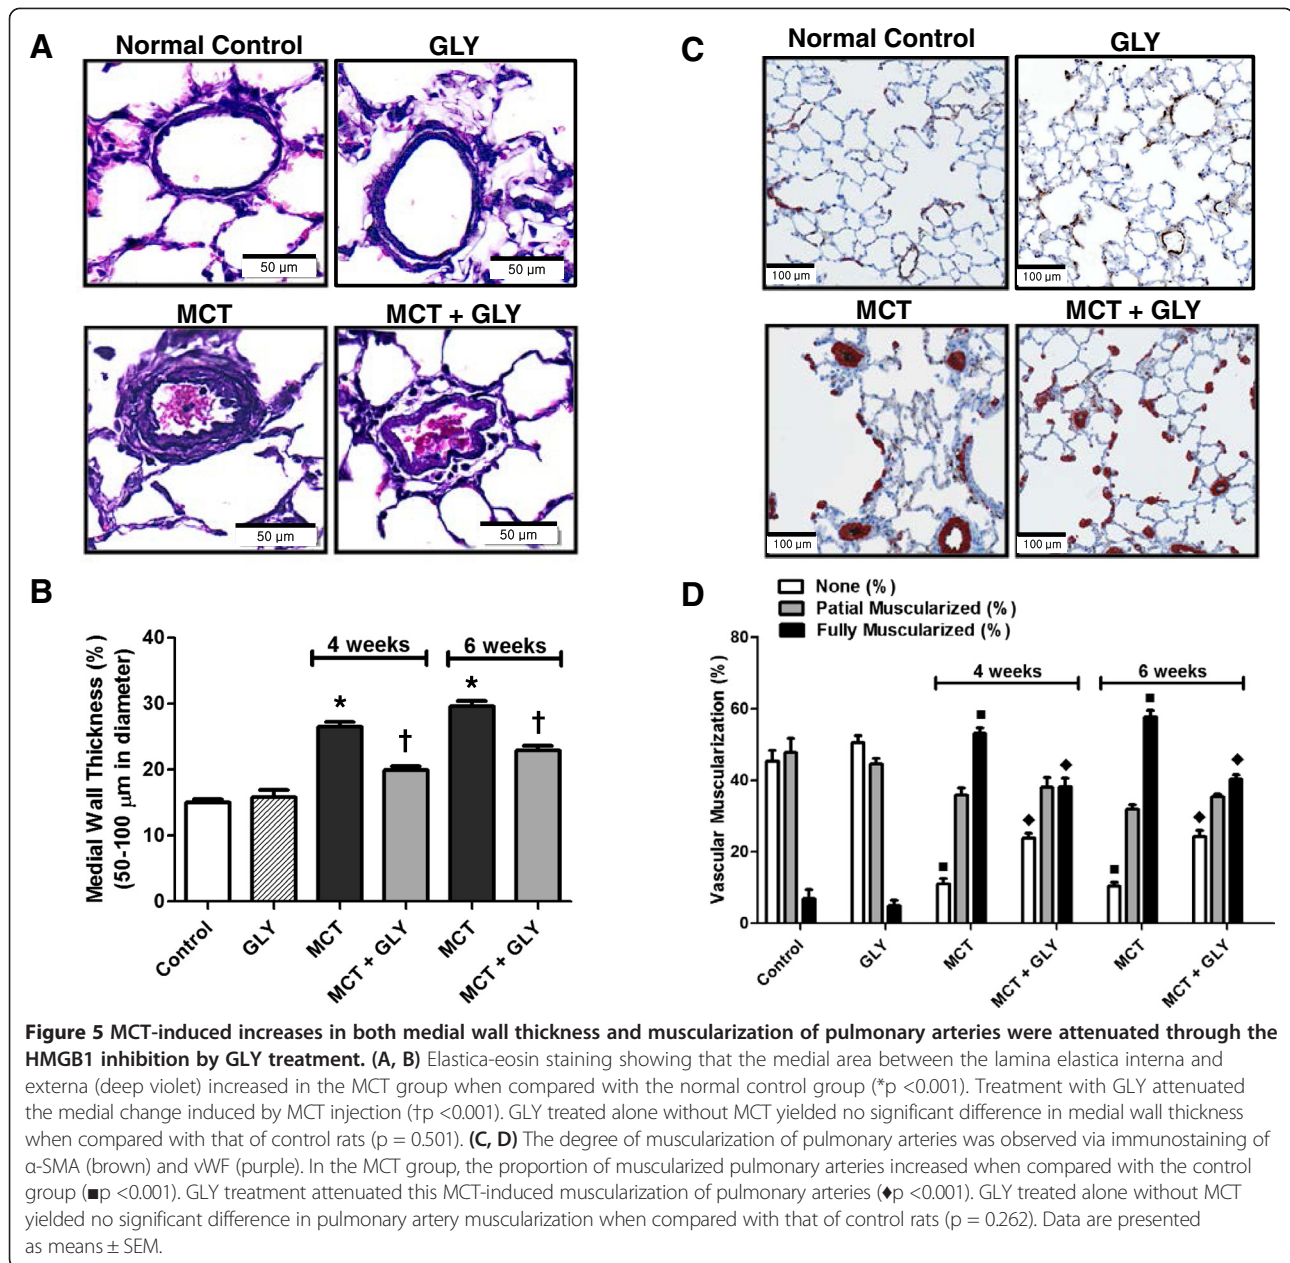 A
Normal Control
GLY
50 µm
50 µm
MCT
MCT + GLY
50 µm
50 µm
B
Medial Wall Thickness (%)
(50-100 µm in diameter)
40
30
20
10
0
4 weeks
6 weeks
*
†
*
†
Control
GLY
MCT
MCT + GLY
MCT
MCT + GLY
C
Normal Control
GLY
100 µm
100 µm
MCT
MCT + GLY
100 µm
100 µm
D
None (%)
Patial Muscularized (%)
Fully Muscularized (%)
Vascular Muscularization (%)
80
60
40
20
0
4 weeks
6 weeks
■
■
◆
◆
■
■
◆
◆
Control
GLY
MCT
MCT + GLY
MCT
MCT + GLY
Figure 5 MCT-induced increases in both medial wall thickness and muscularization of pulmonary arteries were attenuated through the
HMGB1 inhibition by GLY treatment. (A, B) Elastica-eosin staining showing that the medial area between the lamina elastica interna and
externa (deep violet) increased in the MCT group when compared with the normal control group (*p <0.001). Treatment with GLY attenuated
the medial change induced by MCT injection (†p <0.001). GLY treated alone without MCT yielded no significant difference in medial wall thickness
when compared with that of control rats (p = 0.501). (C, D) The degree of muscularization of pulmonary arteries was observed via immunostaining of
α-SMA (brown) and vWF (purple). In the MCT group, the proportion of muscularized pulmonary arteries increased when compared with the control
group (■p <0.001). GLY treatment attenuated this MCT-induced muscularization of pulmonary arteries (♦p <0.001). GLY treated alone without MCT
yielded no significant difference in pulmonary artery muscularization when compared with that of control rats (p = 0.262). Data are presented
as means ± SEM.